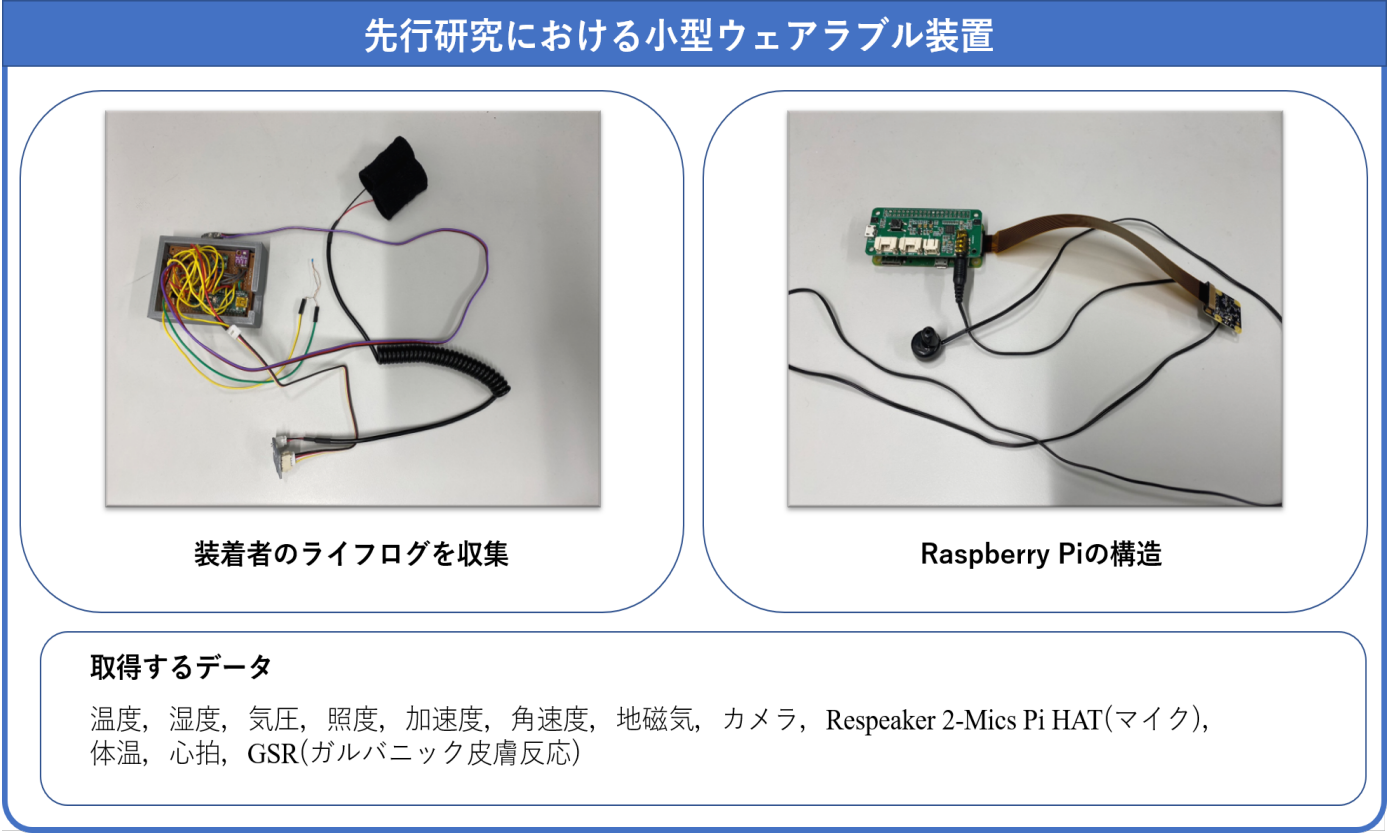 先行研究における小型ウェアラブル装置
装着者のライフログを収集
Raspberry Piの構造
取得するデータ
温度, 湿度, 気圧, 照度, 加速度, 角速度, 地磁気, カメラ, Respeaker 2-Mics Pi HAT(マイク),
体温, 心拍, GSR(ガルバニック皮膚反応)